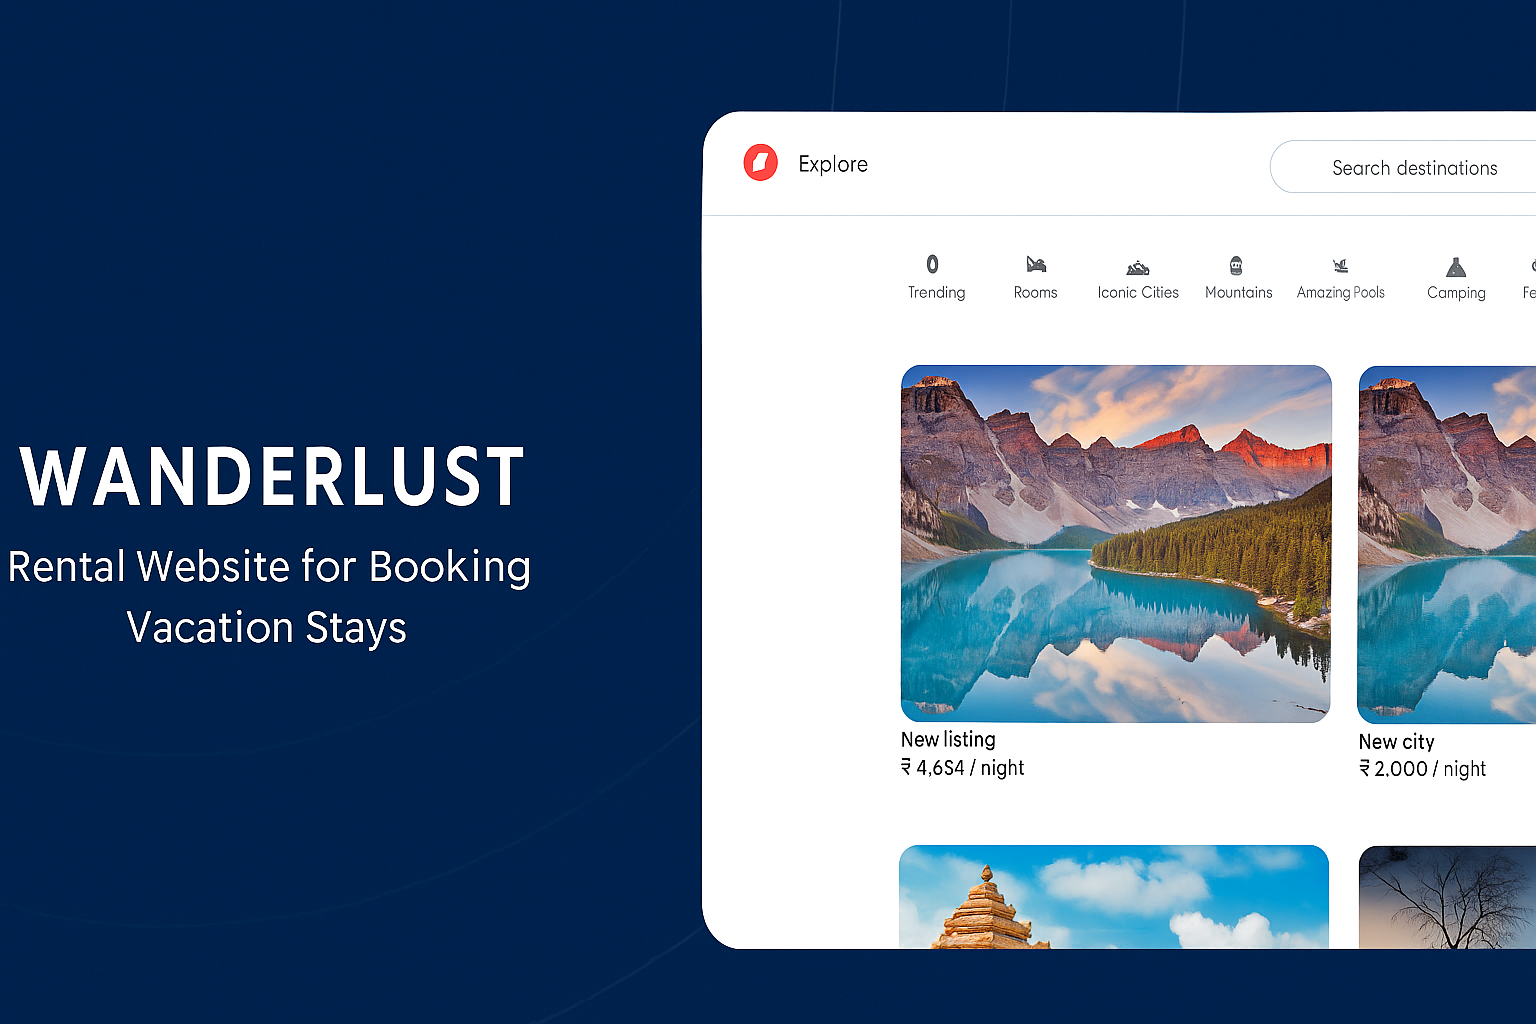 WANDERLUST
Rental Website for Booking
Vacation Stays
Explore
Search destinations
Trending
Rooms
Iconic Cities
Mountains
Amazing Pools
Camping
Fe
New listing
₹ 4,6S4 / night
New city
₹ 2,000 / night